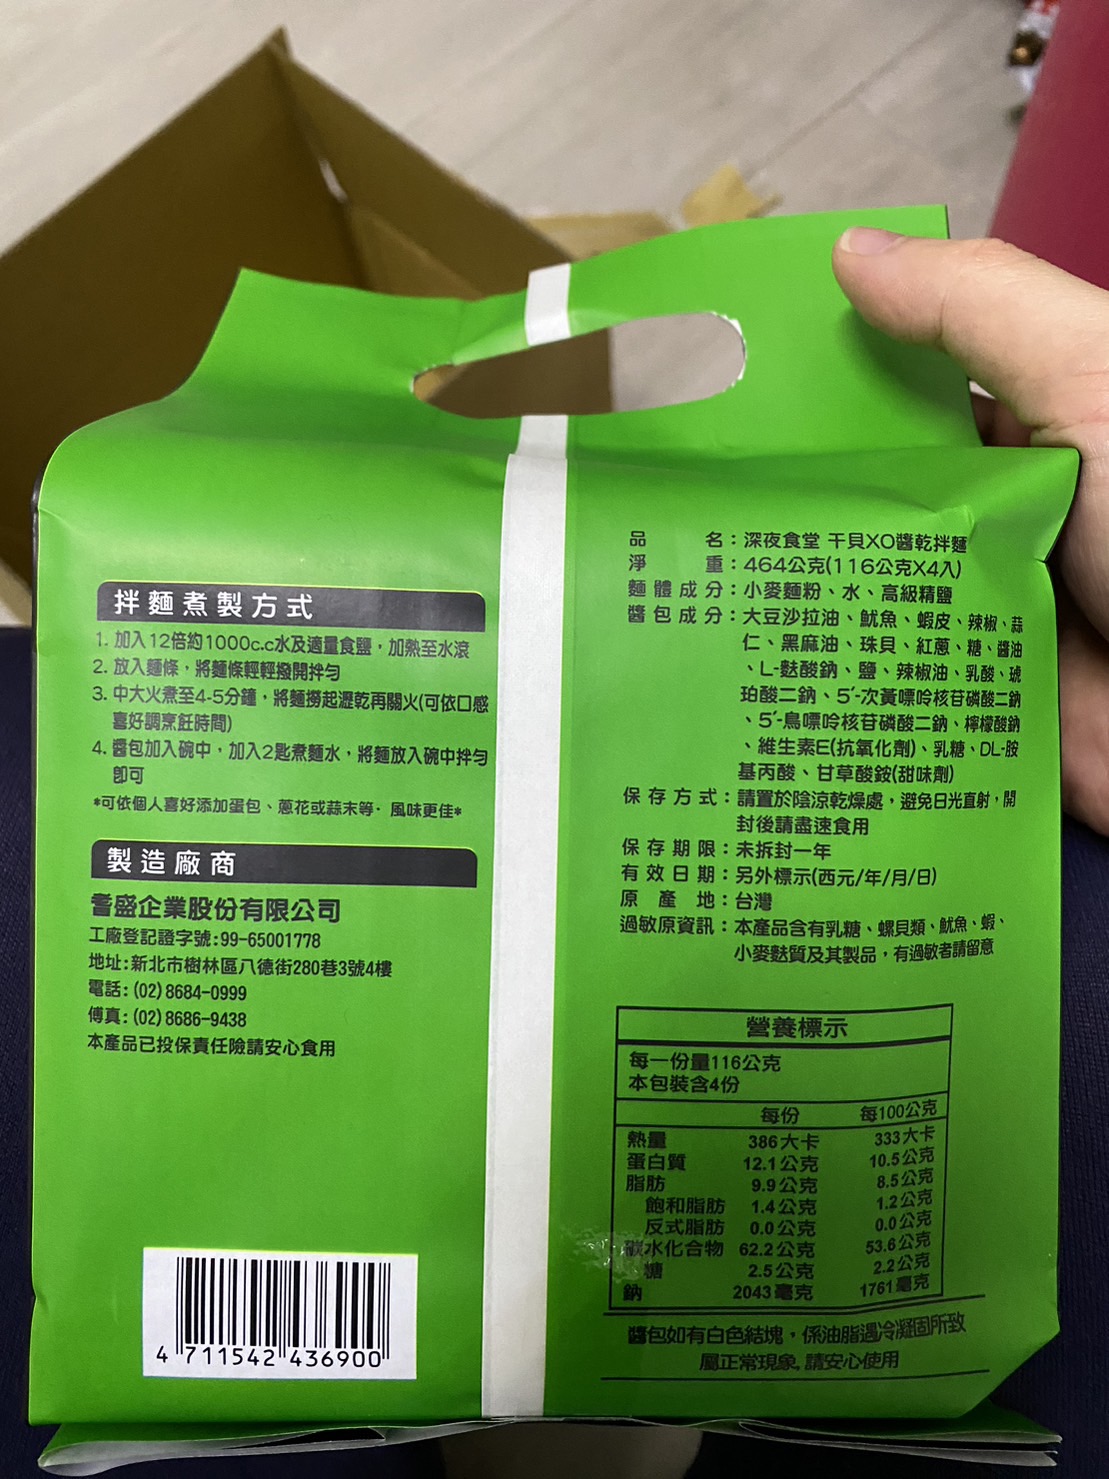 拌麵煮製方式
1. 加入12倍約1000c.c水及適量食鹽，加熱至水滾
2. 放入麵條，將麵條輕輕撥開拌勻
3. 中大火煮至4-5分鐘，將麵撈起瀝乾再關火(可依口感
喜好調烹飪時間)
4. 醬包加入碗中，加入2匙煮麵水，將麵放入碗中拌勻
即可
*可依個人喜好添加蛋包、蔥花或蒜末等，風味更佳*
製造廠商
耆盛企業股份有限公司
工廠登記證字號:99-65001778
地址:新北市樹林區八德街280巷3號4樓
電話: (02) 8684-0999
傳真: (02) 8686-9438
本產品已投保責任險請安心食用
4 711542 436900
品名：深夜食堂 干貝XO醬乾拌麵
淨重：464公克(116公克X4入)
麵體成分：小麥麵粉、水、高級精鹽
醬包成分：大豆沙拉油、魷魚、蝦皮、辣椒、蒜
仁、黑麻油、珠貝、紅蔥、糖、醬油
、L-麩酸鈉、鹽、辣椒油、乳酸、琥
珀酸二鈉、5´-次黃嘌呤核苷磷酸二鈉
、5´-鳥嘌呤核苷磷酸二鈉、檸檬酸鈉
、維生素E(抗氧化劑)、乳糖、DL-胺
基丙酸、甘草酸銨(甜味劑)
保存方式：請置於陰涼乾燥處，避免日光直射，開
封後請盡速食用
保存期限：未拆封一年
有效日期：另外標示(西元/年/月/日)
原產地：台灣
過敏原資訊：本產品含有乳糖、螺貝類、魷魚、蝦、
小麥麩質及其製品，有過敏者請留意
營養標示
每一份量116公克
本包裝含4份
每份 每100公克
熱量 386大卡 333大卡
蛋白質 12.1公克 10.5公克
脂肪 9.9公克 8.5公克
飽和脂肪 1.4公克 1.2公克
反式脂肪 0.0公克 0.0公克
碳水化合物 62.2公克 53.6公克
糖 2.5公克 2.2公克
鈉 2043毫克 1761毫克
醬包如有白色結塊，係油脂遇冷凝固所致
屬正常現象，請安心使用